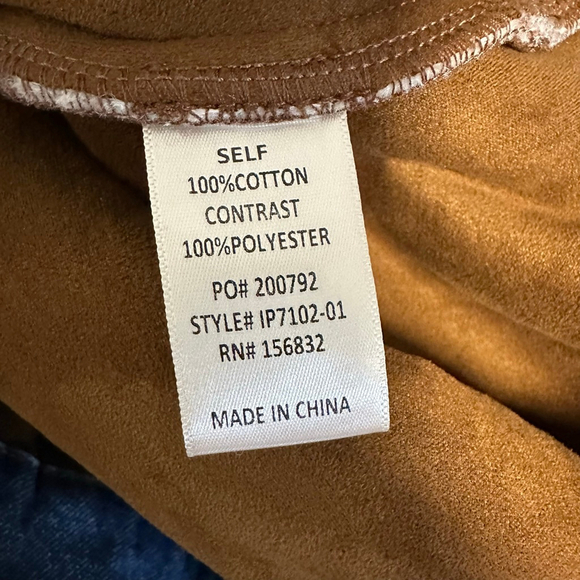 SELF
100%COTTON
CONTRAST
100%POLYESTER
PO# 200792
STYLE# IP7102-01
RN# 156832
MADE IN CHINA